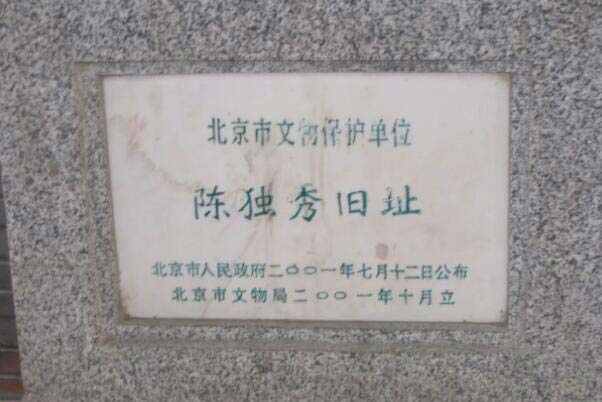 北京市文物保护单位
陈独秀旧址
北京市人民政府二〇〇一年七月十二日公布
北京市文物局二〇〇一年十月立